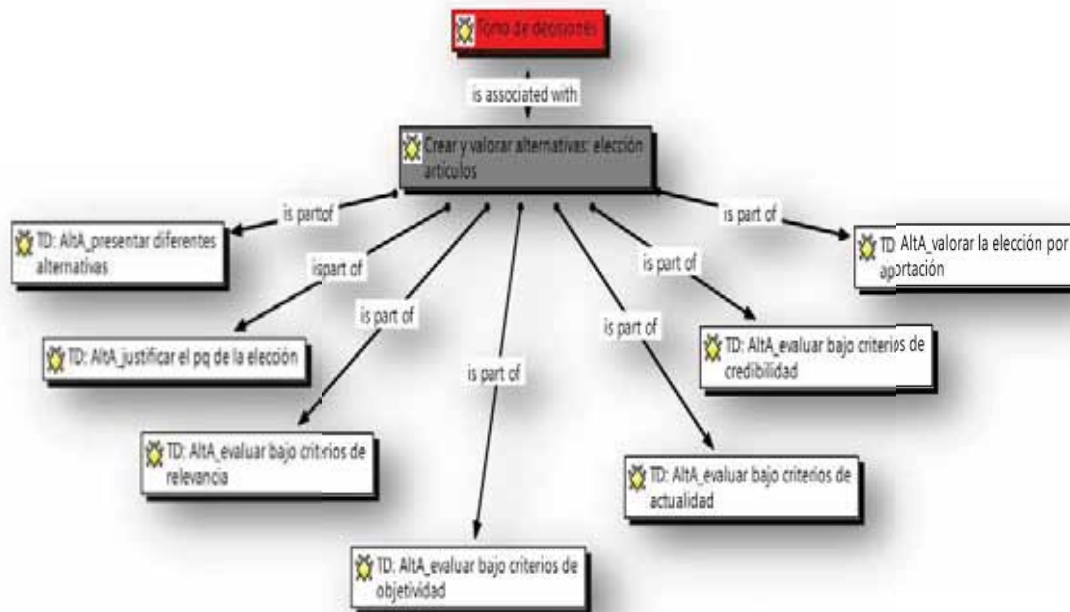 Toma de decisiones
is associated with
Crear y valorar alternativas: elección
artículos
is partof
is part of
TD: AltA_presentar diferentes
alternativas
TD AltA_valorar la elección por
aportación
ispart of
is part of
is part of
is part of
is part of
TD: AltA_justificar el pq de la elección
TD: AltA_evaluar bajo criterios de
credibilidad
TD: AltA_evaluar bajo criterios de
relevancia
TD: AltA_evaluar bajo criterios de
actualidad
TD: AltA_evaluar bajo criterios de
objetividad